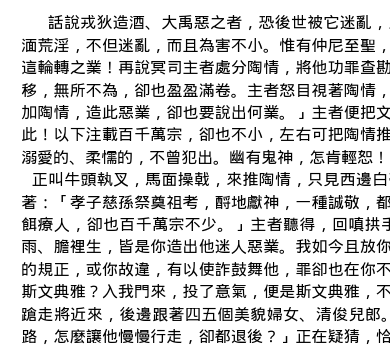 話說戎狄造酒、大禹惡之者，恐後世被它迷亂，
湎荒淫，不但迷亂，而且為害不小。惟有仲尼至聖，
這輪轉之業！再說冥司主者處分陶情，將他功罪查勘
移，無所不為，卻也盈盈滿卷。主者怒目視著陶情，
加陶情，造此惡業，卻也要說出何業。」主者便把文
此！以下注載百千萬宗，卻也不小，左右可把陶情推
溺愛的、柔懦的，不曾犯出。幽有鬼神，怎肯輕恕！
正叫牛頭執叉，馬面操戟，來推陶情，只見西邊白
著：「孝子慈孫祭奠祖考，酹地獻神，一種誠敬，都
餌療人，卻也百千萬宗不少。」主者聽得，回嗔拱手
雨、膽裡生，皆是你造出他迷人惡業。我如今且放你
的規正，或你故違，有以使詐鼓舞他，罪卻也在你不
斯文典雅？入我門來，投了意氣，便是斯文典雅，不
蹌走將近來，後邊跟著四五個美貌婦女、清俊兒郎。
路，怎麼讓他慢慢行走，卻都退後？」正在疑猜，恰